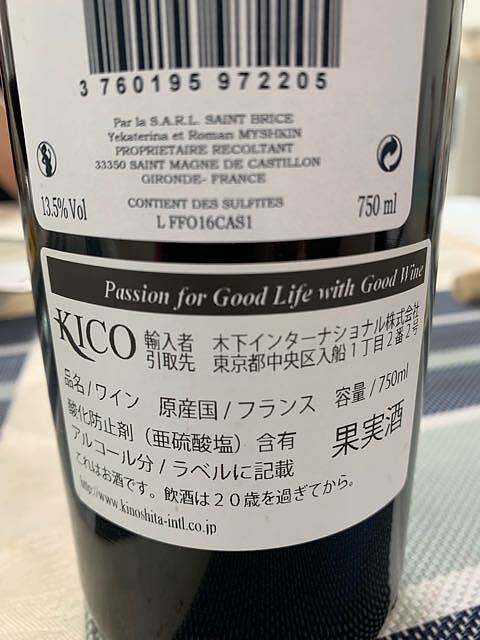 3 760195 972205
Par la S.A.R.L. SAINT BRICE
Yekaterina et Roman MYSHKIN
PROPRIETAIRE RECOLTANT
33350 SAINT MAGNE DE CASTILLON
GIRONDE- FRANCE
13.5% Vol
CONTIENT DES SULFITES
750 ml
L FFO16CAS1
Passion for Good Life with Good Wine
KICO
輸入者 木下インターナショナル株式会社
引取先 東京都中央区入船1丁目2番2号
品名/ワイン 原産国/フランス 容量/750ml
酸化防止剤（亜硫酸塩）含有
果実酒
アルコール分/ラベルに記載
これはお酒です。飲酒は20歳を過ぎてから。
http://www.kinoshita-intl.co.jp